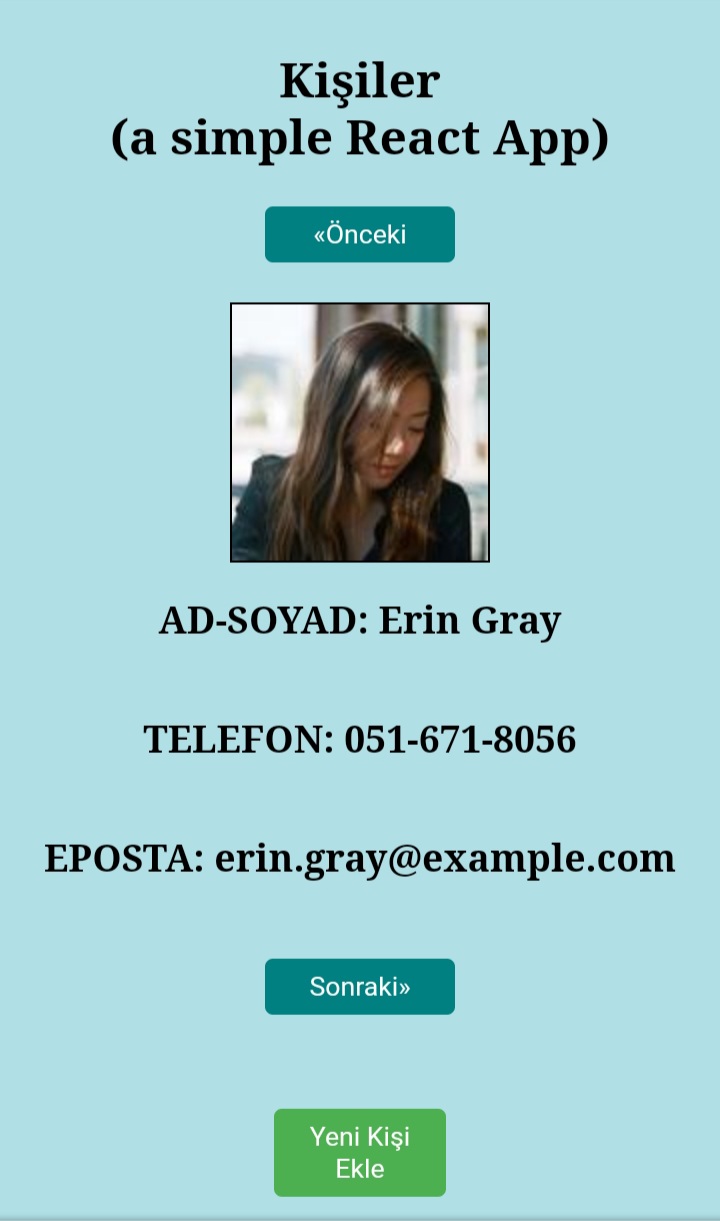 Kişiler
(a simple React App)
«Önceki
AD-SOYAD: Erin Gray
TELEFON: 051-671-8056
EPOSTA: erin.gray@example.com
Sonraki»
Yeni Kişi
Ekle